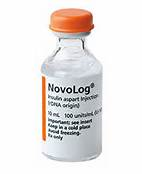 NovoLog®
insulin aspart Injection
(rDNA origin)
10 mL 100 units/mL
Important: see insert
Keep in a cold place
Avoid freezing.
Rx only